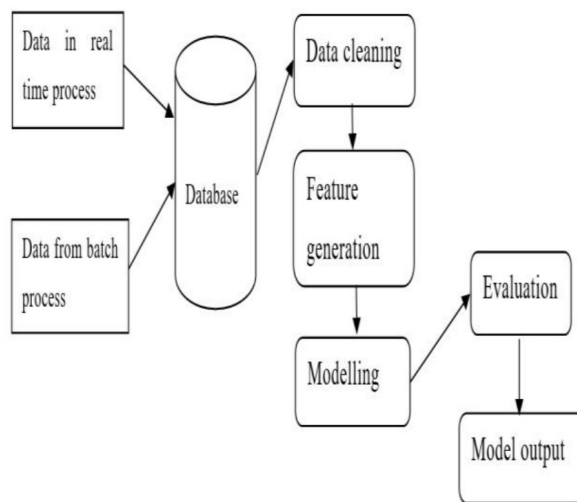 Data in real
time process
Data from batch
process
Database
Data cleaning
Feature
generation
Modelling
Evaluation
Model output